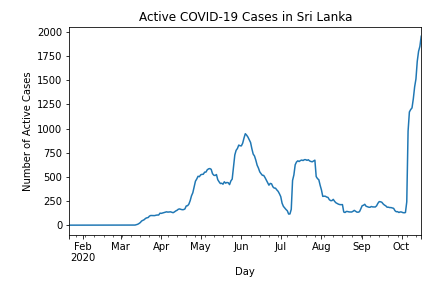 Active COVID-19 Cases in Sri Lanka
Number of Active Cases
2000
1750
1500
1250
1000
750
500
250
0
Feb Mar Apr May Jun Jul Aug Sep Oct
2020
Day